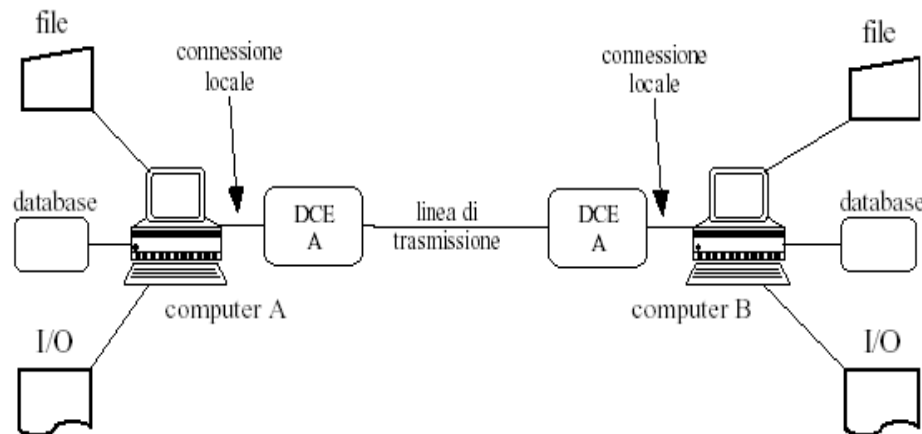 file
connessione
locale
connessione
locale
file
database
DCE
A
linea di
trasmissione
DCE
A
database
computer A
computer B
I/O
I/O